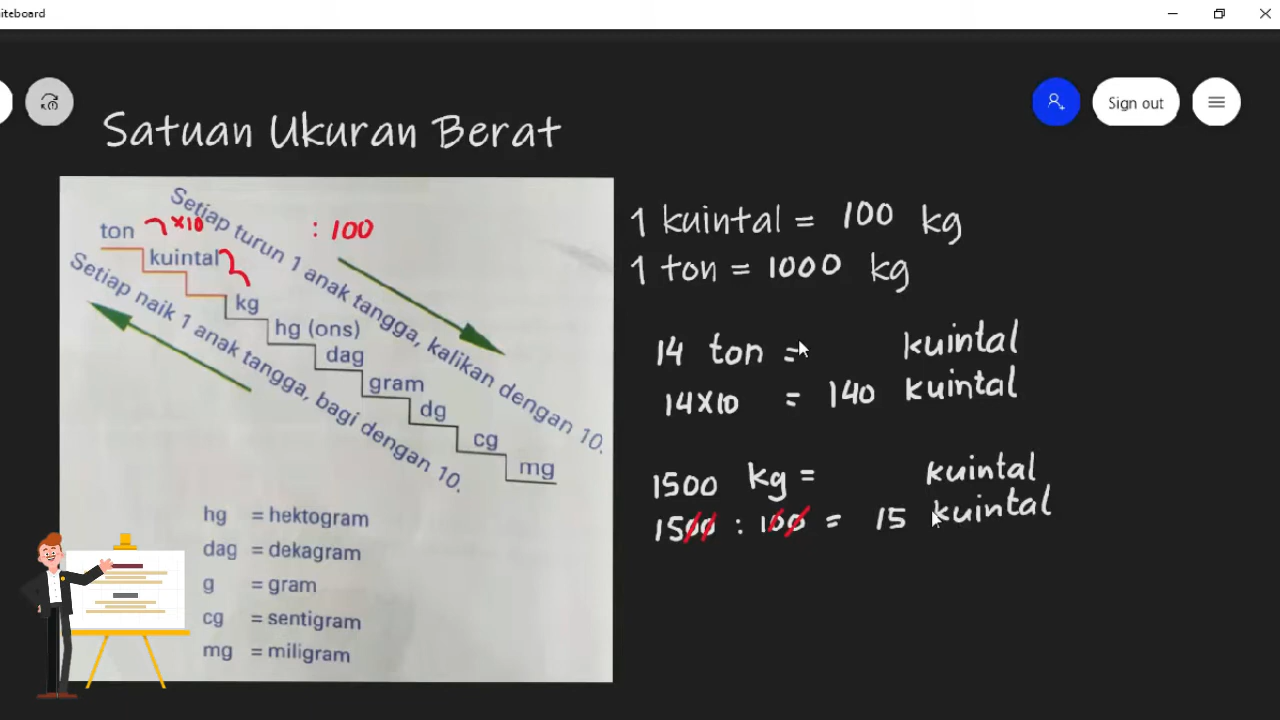 iteboard
Sign out
Satuan Ukuran Berat
Setiap turun 1 anak tangga, kalikan dengan 10.
Setiap naik 1 anak tangga, bagi dengan 10.
ton
×10
: 100
kuintal
kg
hg (ons)
dag
gram
dg
cg
mg
hg = hektogram
dag = dekagram
g = gram
cg = sentigram
mg = miligram
1 kuintal = 100 kg
1 ton = 1000 kg
14 ton = kuintal
14×10 = 140 kuintal
1500 kg = kuintal
1500 : 100 = 15 kuintal